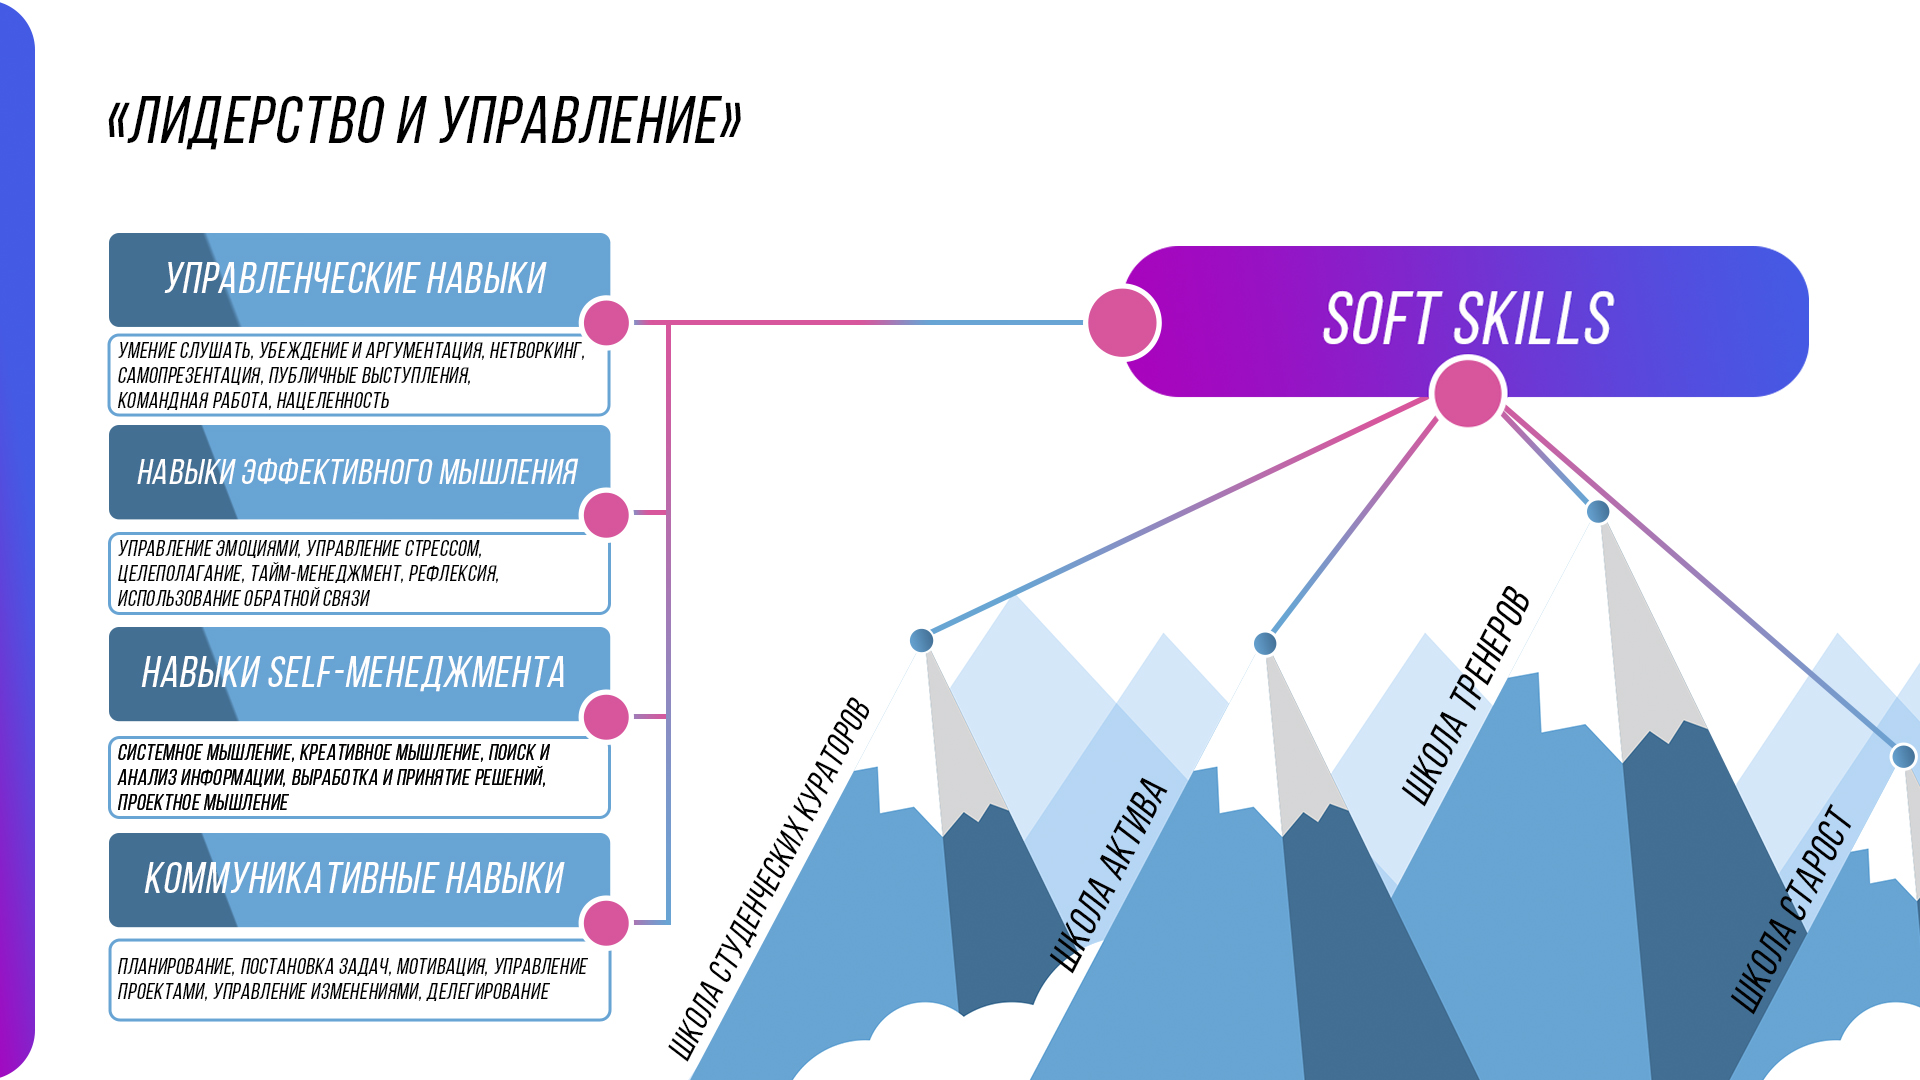 «ЛИДЕРСТВО И УПРАВЛЕНИЕ»
УПРАВЛЕНЧЕСКИЕ НАВЫКИ
УМЕНИЕ СЛУШАТЬ, УБЕЖДЕНИЕ И АРГУМЕНТАЦИЯ, НЕТВОРКИНГ,
САМОПРЕЗЕНТАЦИЯ, ПУБЛИЧНЫЕ ВЫСТУПЛЕНИЯ,
КОМАНДНАЯ РАБОТА, НАЦЕЛЕННОСТЬ
НАВЫКИ ЭФФЕКТИВНОГО МЫШЛЕНИЯ
УПРАВЛЕНИЕ ЭМОЦИЯМИ, УПРАВЛЕНИЕ СТРЕССОМ,
ЦЕЛЕПОЛАГАНИЕ, ТАЙМ-МЕНЕДЖМЕНТ, РЕФЛЕКСИЯ,
ИСПОЛЬЗОВАНИЕ ОБРАТНОЙ СВЯЗИ
НАВЫКИ SELF-МЕНЕДЖМЕНТА
СИСТЕМНОЕ МЫШЛЕНИЕ, КРЕАТИВНОЕ МЫШЛЕНИЕ, ПОИСК И
АНАЛИЗ ИНФОРМАЦИИ, ВЫРАБОТКА И ПРИНЯТИЕ РЕШЕНИЙ,
ПРОЕКТНОЕ МЫШЛЕНИЕ
КОММУНИКАТИВНЫЕ НАВЫКИ
ПЛАНИРОВАНИЕ, ПОСТАНОВКА ЗАДАЧ, МОТИВАЦИЯ, УПРАВЛЕНИЕ
ПРОЕКТАМИ, УПРАВЛЕНИЕ ИЗМЕНЕНИЯМИ, ДЕЛЕГИРОВАНИЕ
SOFT SKILLS
ШКОЛА СТУДЕНЧЕСКИХ КУРАТОРОВ
ШКОЛА АКТИВА
ШКОЛА ТРЕНЕРОВ
ШКОЛА СТАРОСТ